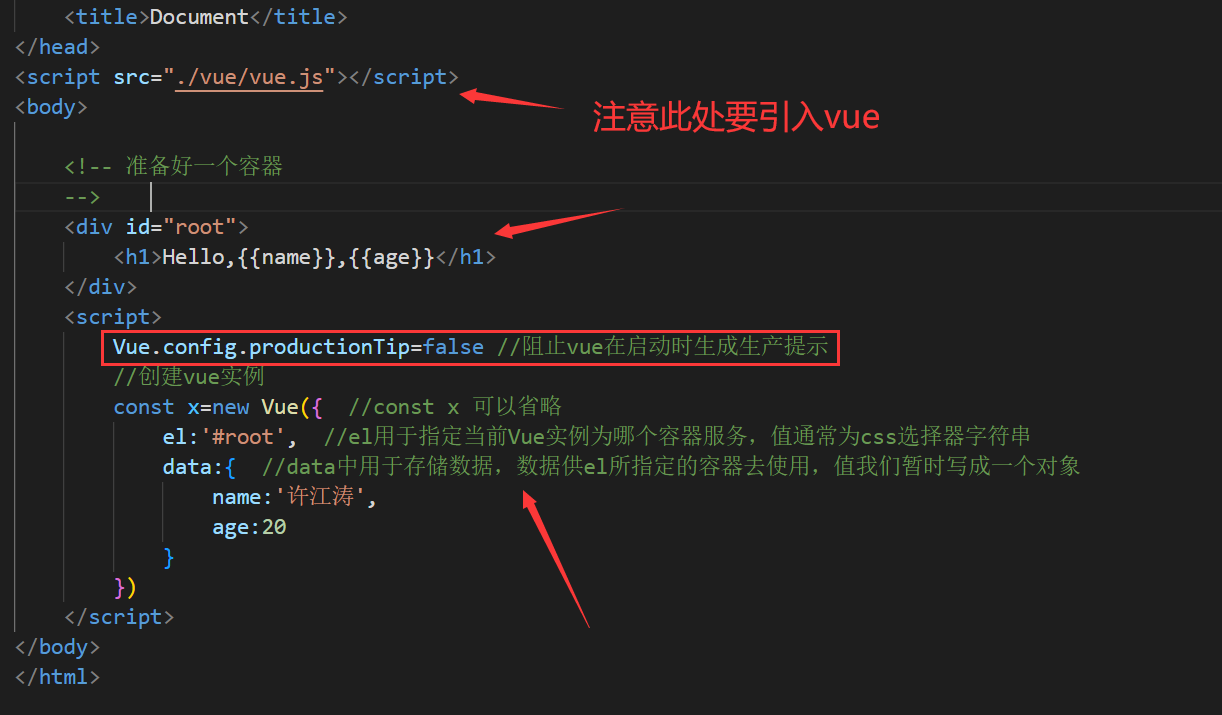 <title>Document</title>
</head>
<script src="./vue/vue.js"></script>
<body>
注意此处要引入vue
<!-- 准备好一个容器
-->
<div id="root">
<h1>Hello,{{name}},{{age}}</h1>
</div>
<script>
Vue.config.productionTip=false //阻止vue在启动时生成生产提示
//创建vue实例
const x=new Vue({  //const x 可以省略
el:'#root',  //el用于指定当前Vue实例为哪个容器服务，值通常为css选择器字符串
data:{  //data中用于存储数据，数据供el所指定的容器去使用，值我们暂时写成一个对象
name:'许江涛',
age:20
}
})
</script>
</body>
</html>